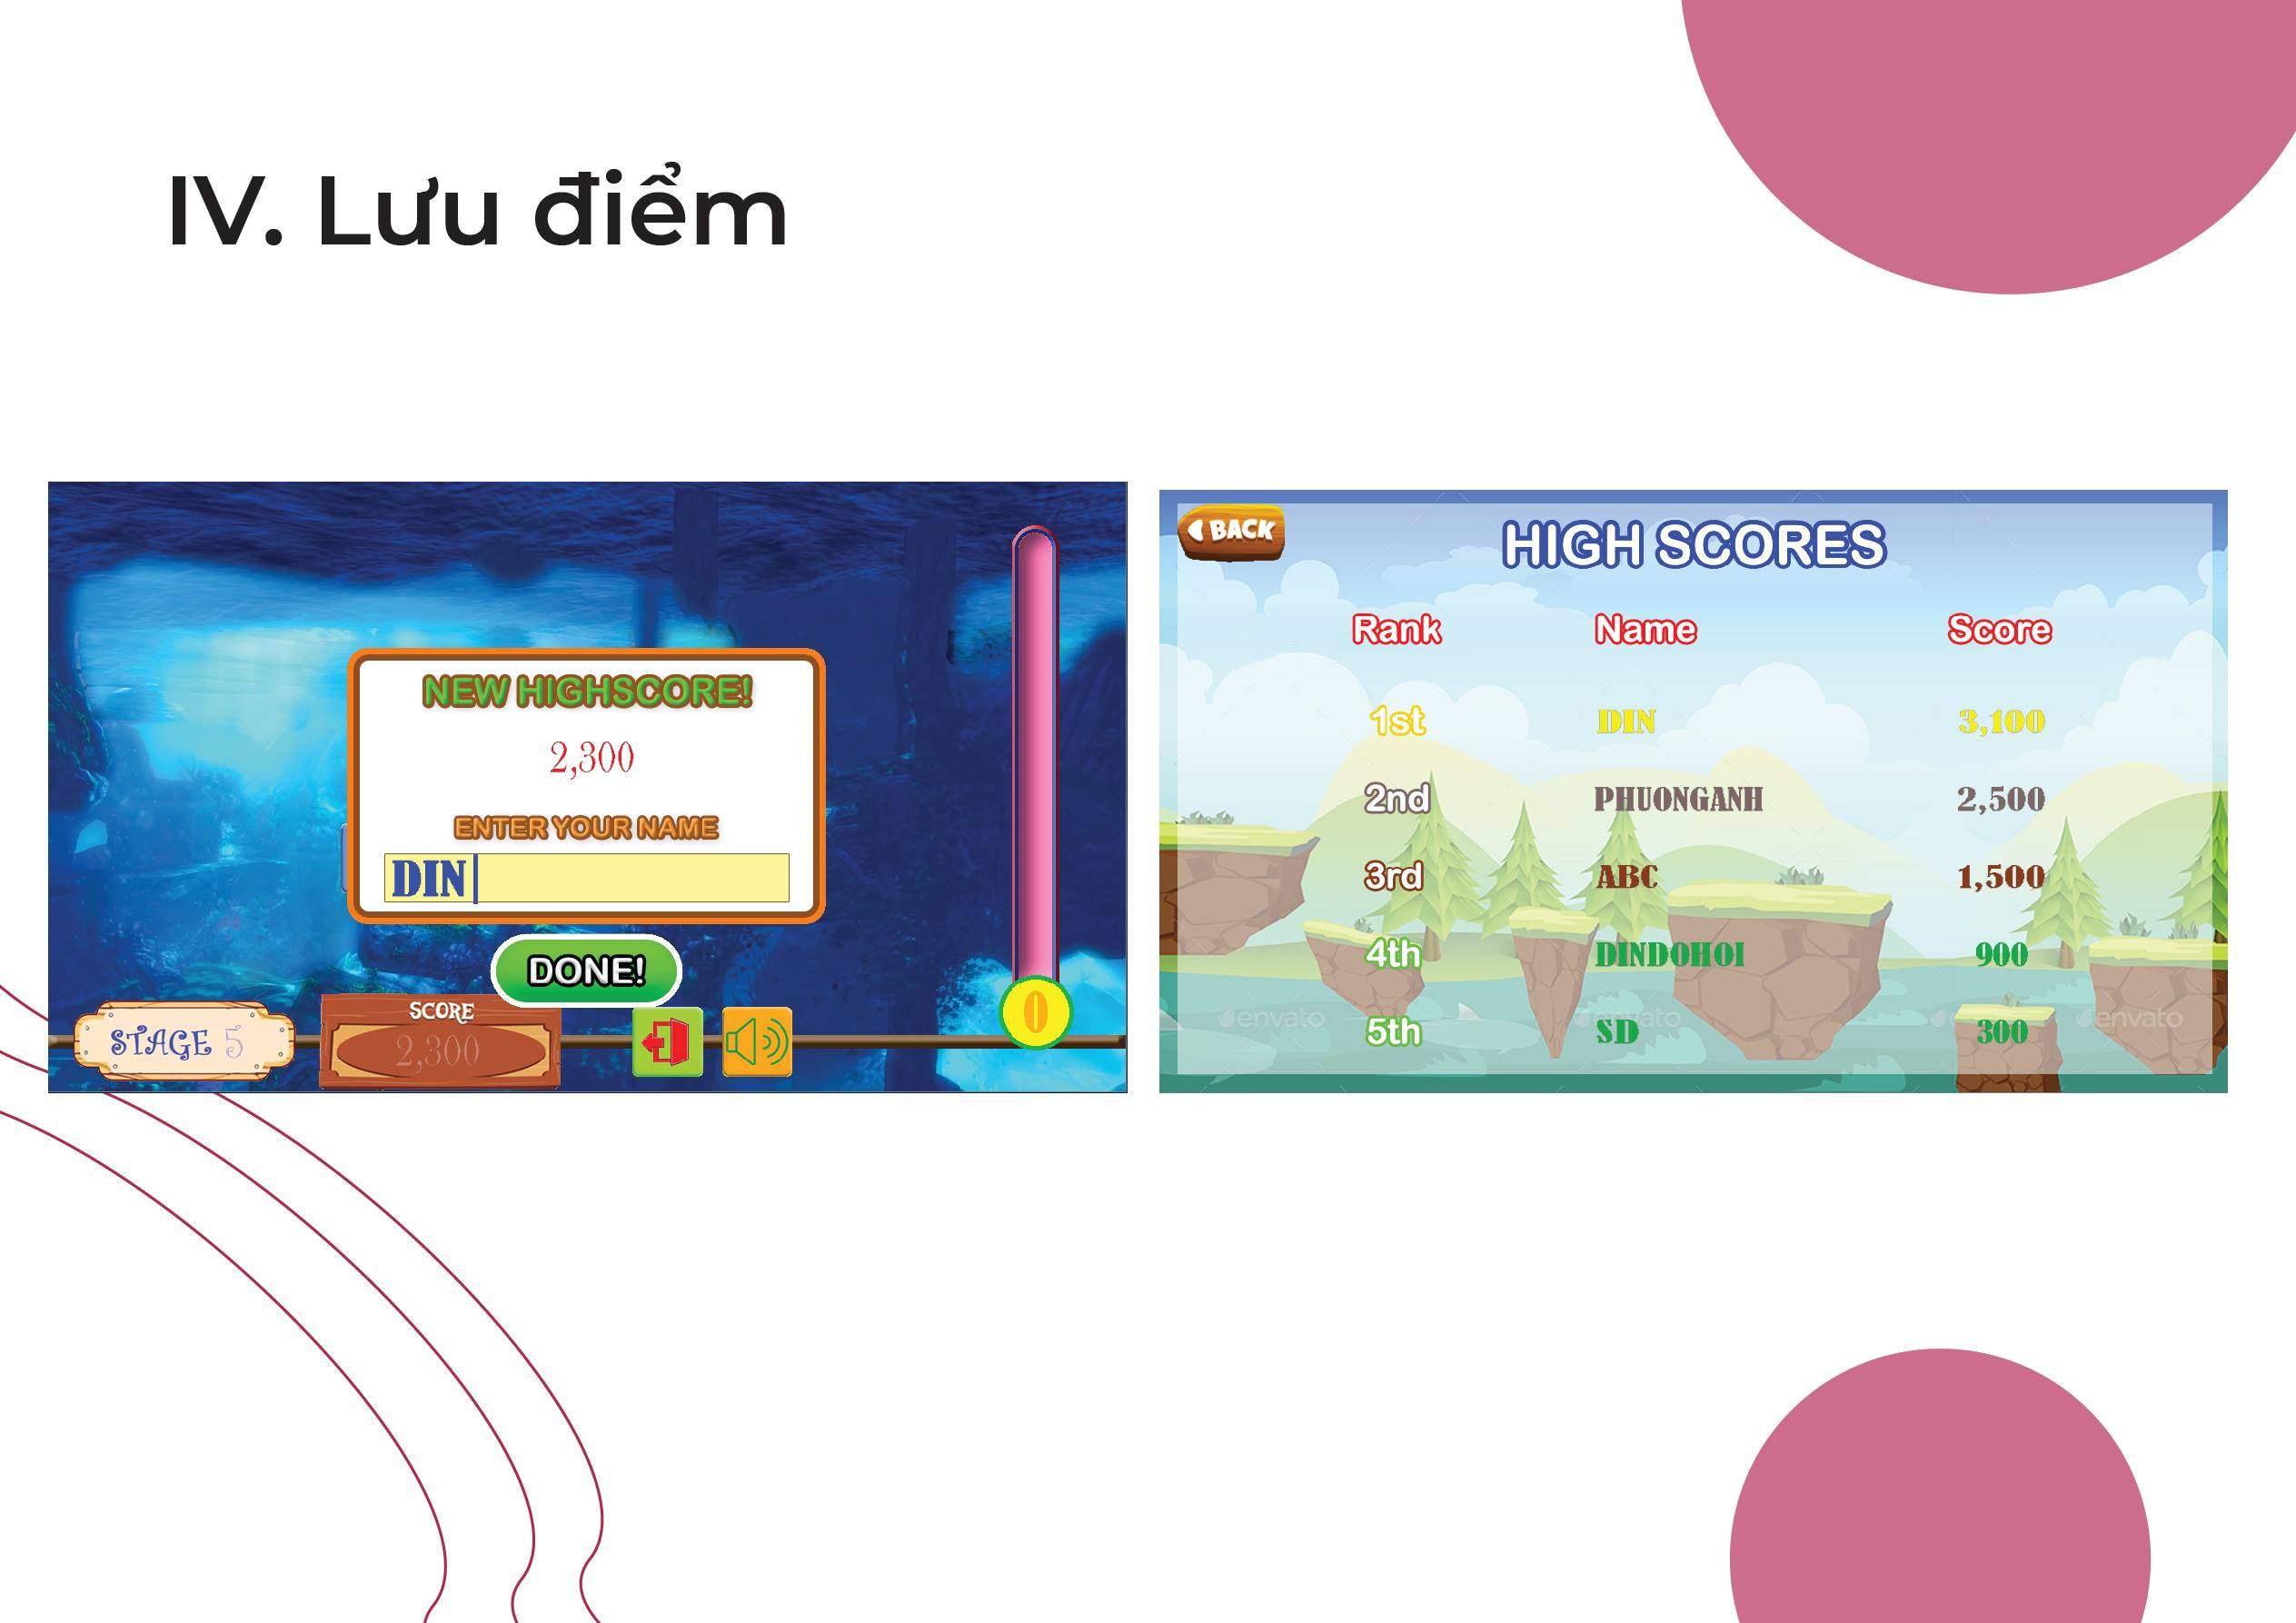 IV. Lưu điểm
NEW HIGHSCORE!
2,300
ENTER YOUR NAME
DIN
DONE!
STAGE 5
SCORE
2,300
0
BACK
HIGH SCORES
Rank Name Score
1st DIN 3,100
2nd PHUONGANH 2,500
3rd ABC 1,500
4th DINDOHOI 900
5th SD 300
envato envato envato